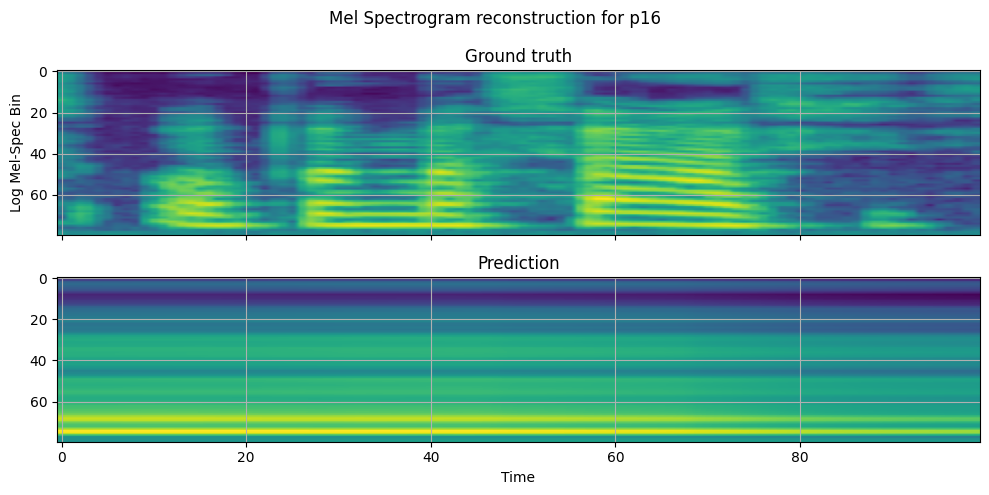 Mel Spectrogram reconstruction for p16
Ground truth
Log Mel-Spec Bin
0
20
40
60
Prediction
0
20
40
60
0 20 40 60 80
Time